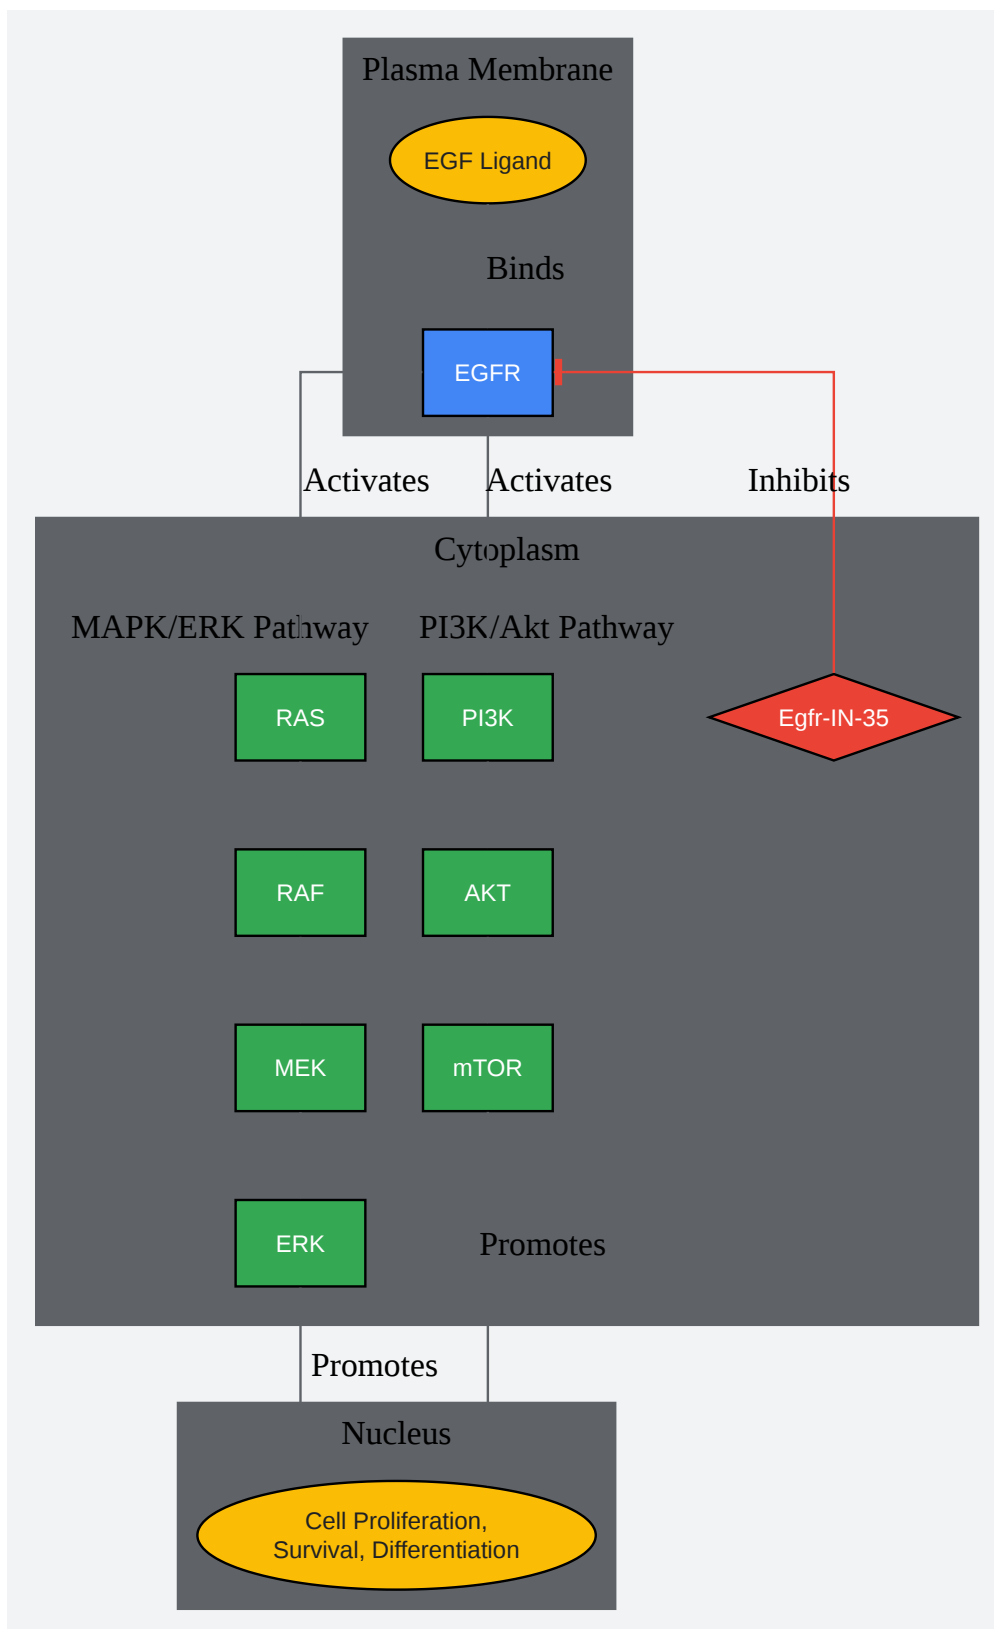 Plasma Membrane
EGF Ligand
Binds
EGFR
Activates
Activates
Inhibits
Cytoplasm
MAPK/ERK Pathway
PI3K/Akt Pathway
RAS
PI3K
Egfr-IN-35
RAF
AKT
MEK
mTOR
ERK
Promotes
Promotes
Nucleus
Cell Proliferation,
Survival, Differentiation